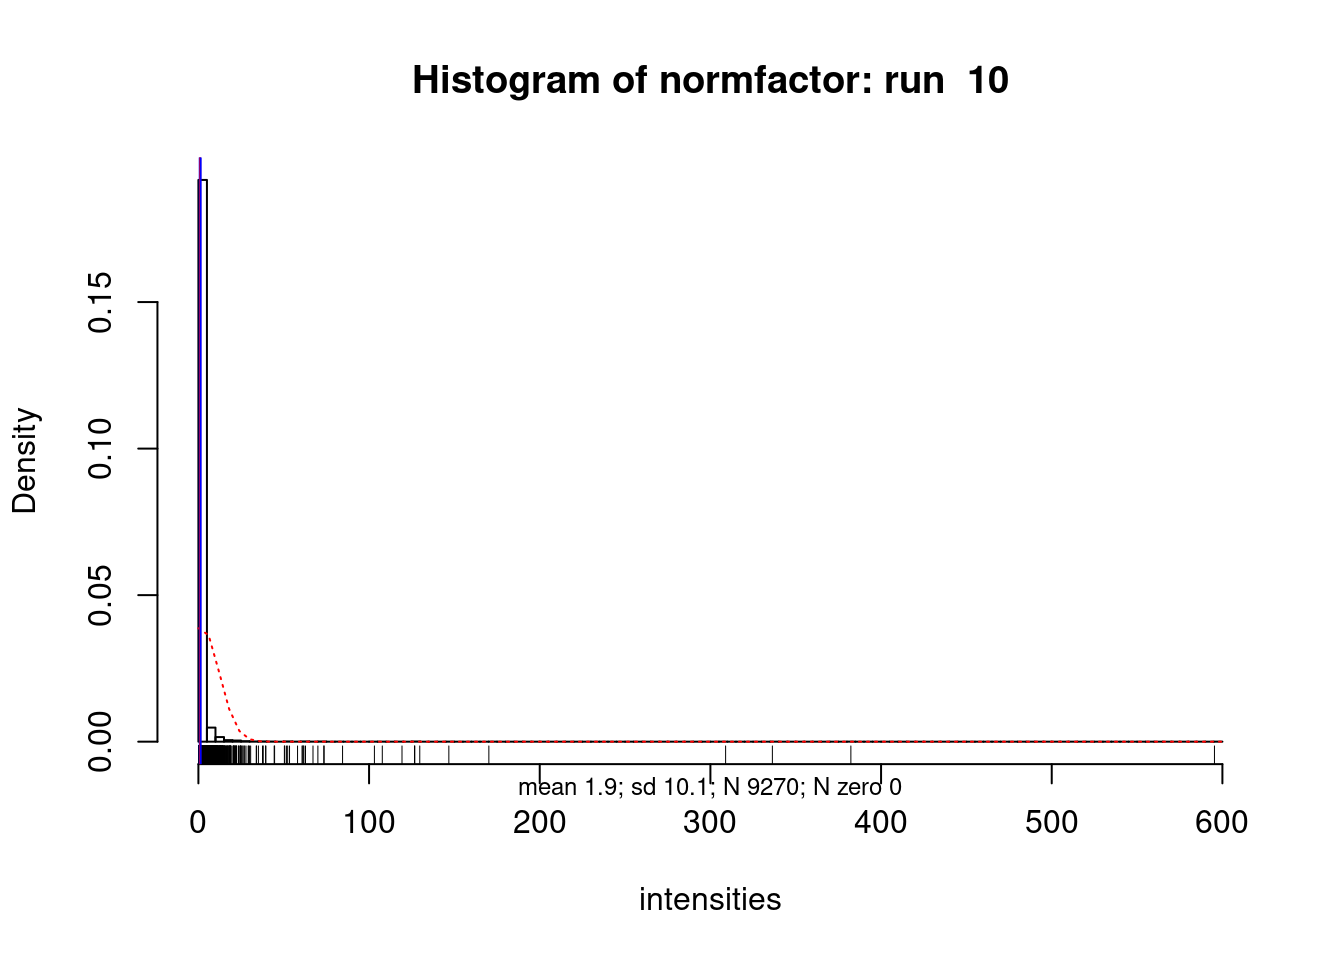 Histogram of normfactor: run  10
Density
0.15
0.10
0.05
0.00
mean 1.9; sd 10.1; N 9270; N zero 0
0 100 200 300 400 500 600
intensities